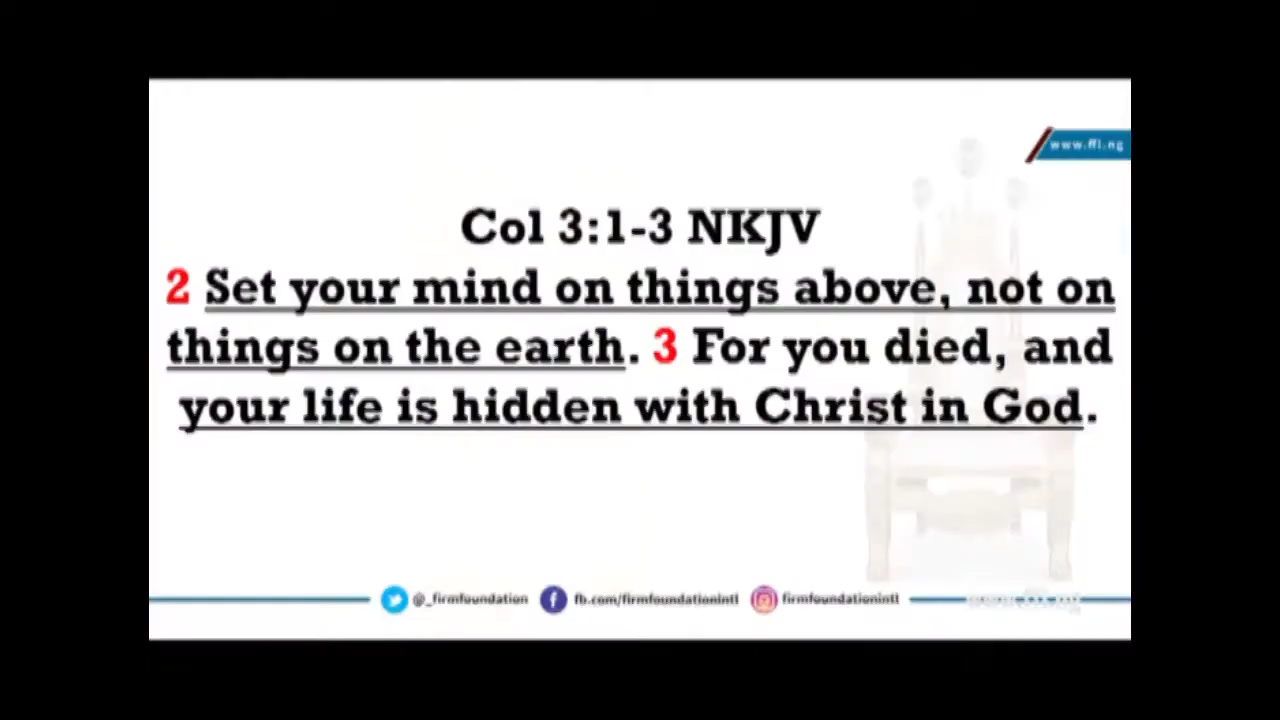 www.ffi.ng
Col 3:1-3 NKJV
2 Set your mind on things above, not on
things on the earth. 3 For you died, and
your life is hidden with Christ in God.
@_firmfoundation fb.com/firmfoundationintl firmfoundationintl